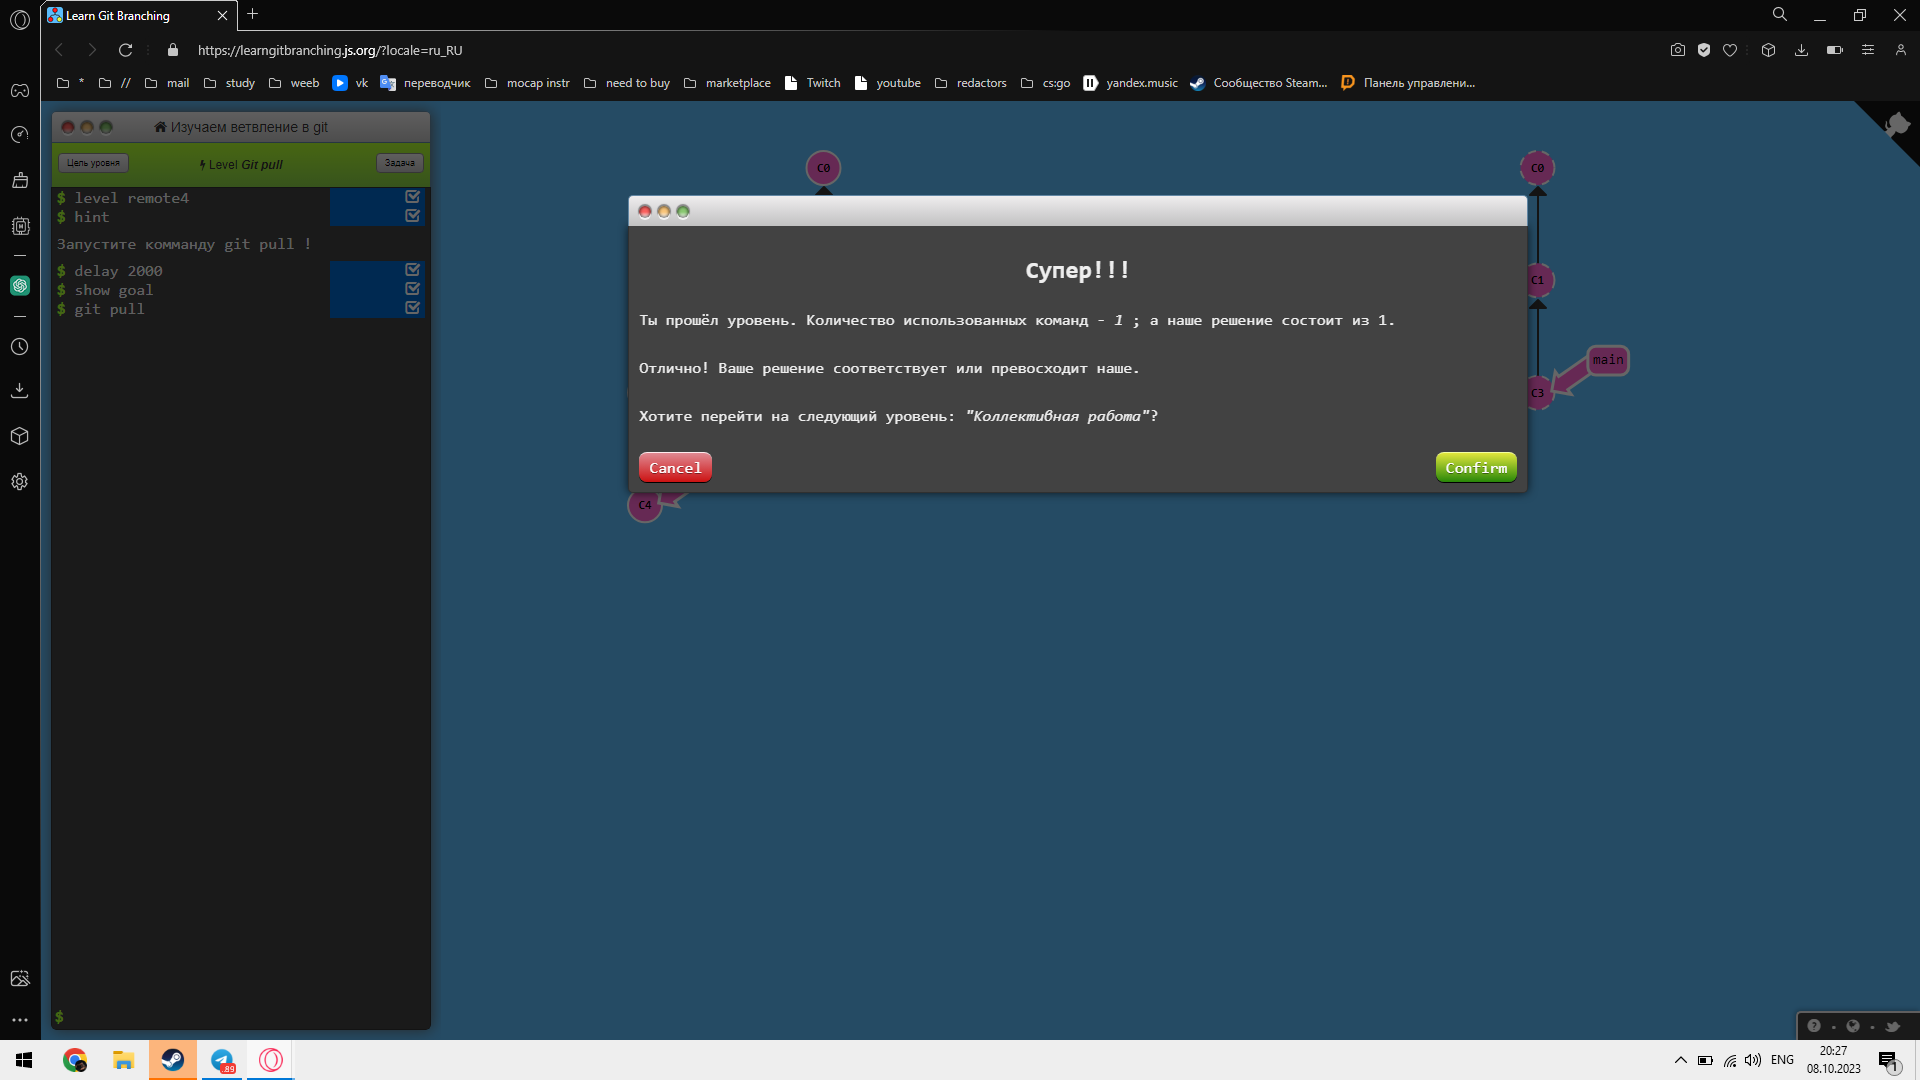 Learn Git Branching
https://learngitbranching.js.org/?locale=ru_RU
* // mail study weeb vk переводчик mocap instr need to buy marketplace Twitch youtube redactors cs:go yandex.music Сообщество Steam... Панель управлени...
Изучаем ветвление в git
Цель уровня Level Git pull Задача
$ level remote4
$ hint
Запустите комманду git pull !
$ delay 2000
$ show goal
$ git pull
$
C0
C0
C1
main
C3
C4
Супер!!!
Ты прошёл уровень. Количество использованных команд - 1 ; а наше решение состоит из 1.
Отлично! Ваше решение соответствует или превосходит наше.
Хотите перейти на следующий уровень: "Коллективная работа"?
Cancel Confirm
89
ENG
20:27
08.10.2023
1